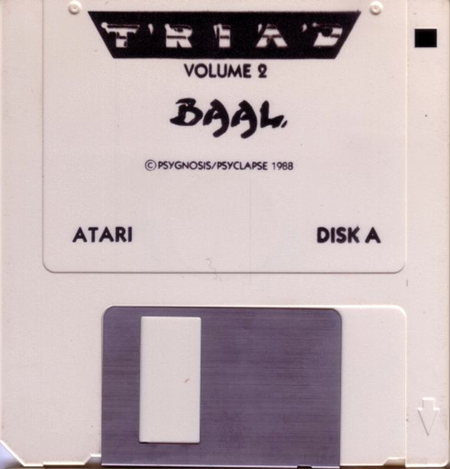 TRIAD
VOLUME 2
BAAL
© PSYGNOSIS/PSYCLAPSE 1988
ATARI
DISK A